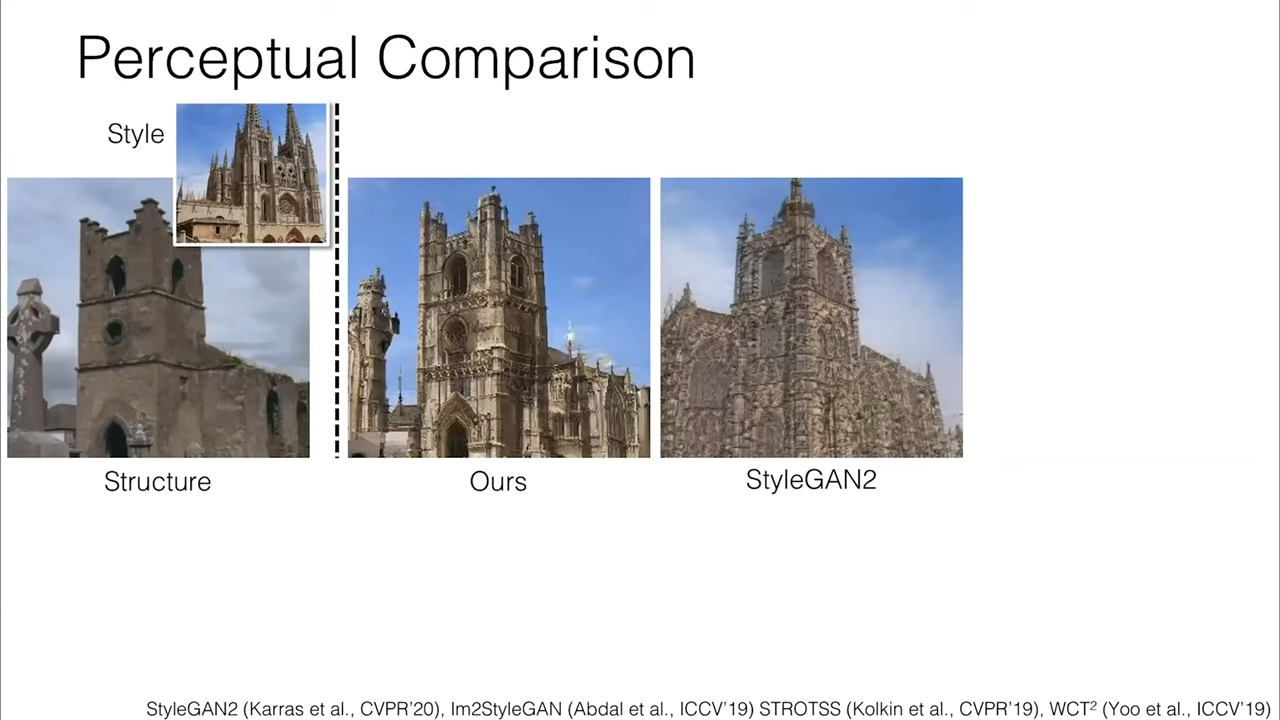 Perceptual Comparison
Style
Structure
Ours
StyleGAN2
StyleGAN2 (Karras et al., CVPR'20), Im2StyleGAN (Abdal et al., ICCV'19) STROTSS (Kolkin et al., CVPR'19), WCT² (Yoo et al., ICCV'19)